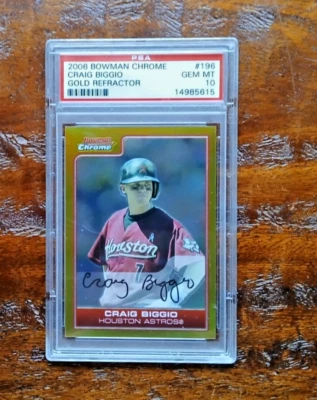 PSA
2006 BOWMAN CHROME #196
CRAIG BIGGIO GEM MT
GOLD REFRACTOR 10
14985615
Bowman
Chrome
Houston
7
Craig Biggio
CRAIG BIGGIO
HOUSTON ASTROS®